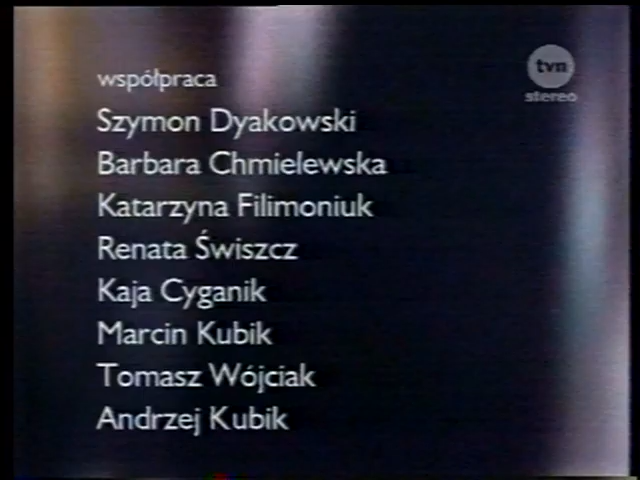 współpraca
Szymon Dyakowski
Barbara Chmielewska
Katarzyna Filimoniuk
Renata Świszcz
Kaja Cyganik
Marcin Kubik
Tomasz Wójciak
Andrzej Kubik
tvn
stereo